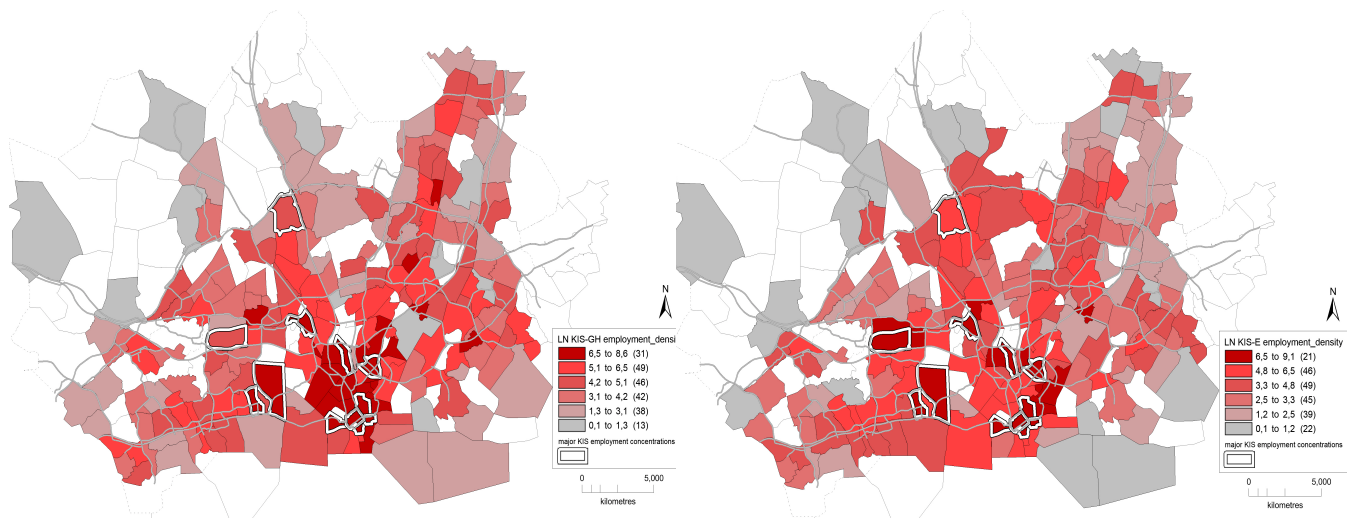 N
LN KIS-GH employment_densi
6,5 to 8,6 (31)
5,1 to 6,5 (49)
4,2 to 5,1 (46)
3,1 to 4,2 (42)
1,3 to 3,1 (38)
0,1 to 1,3 (13)
major KIS employment concentrations
0 5,000
kilometres
N
LN KIS-E employment_density
6,5 to 9,1 (21)
4,8 to 6,5 (46)
3,3 to 4,8 (49)
2,5 to 3,3 (45)
1,2 to 2,5 (39)
0,1 to 1,2 (22)
major KIS employment concentrations
0 5,000
kilometres